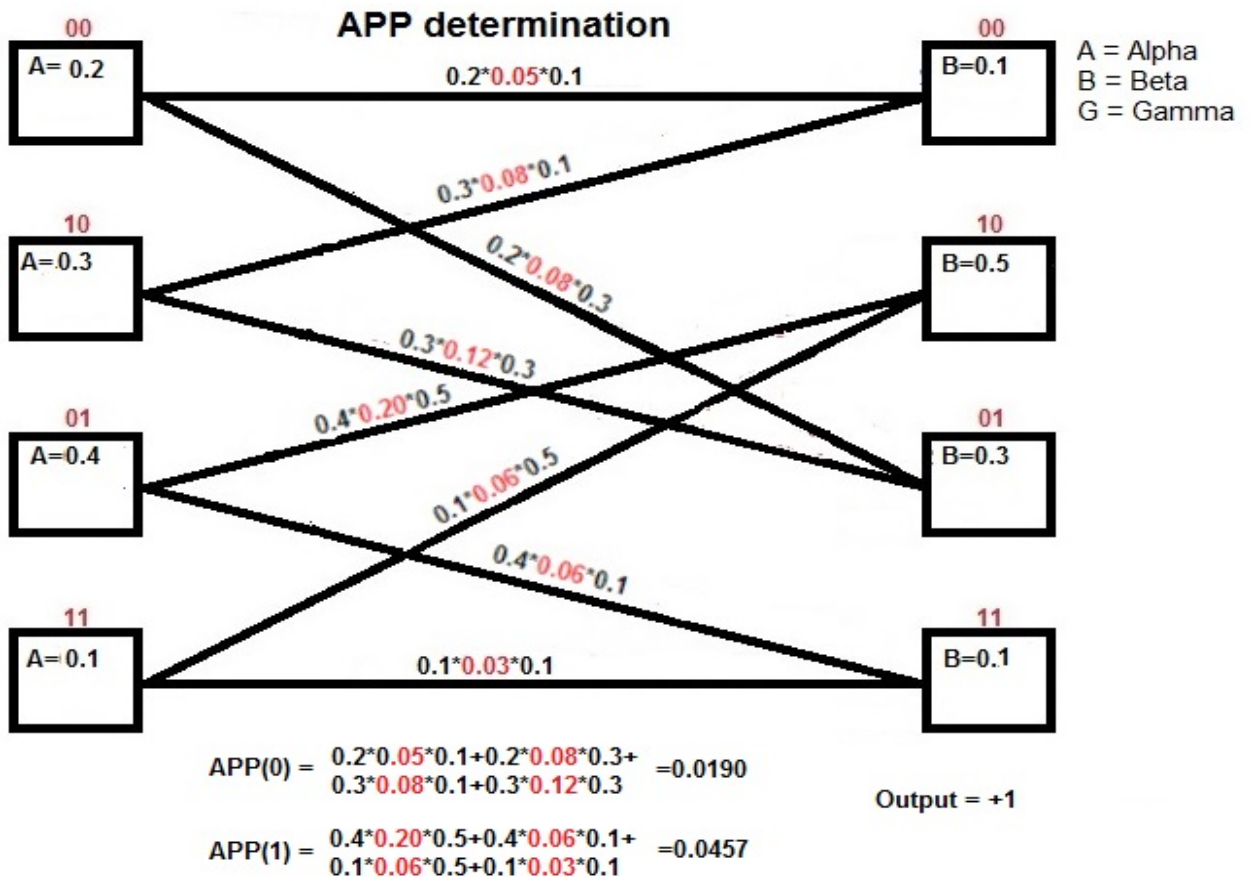 APP determination
00
A= 0.2
0.2*0.05*0.1
00
B=0.1
A = Alpha
B = Beta
G = Gamma
0.3*0.08*0.1
10
A= 0.3
0.2*0.08*0.3
10
B=0.5
0.3*0.12*0.3
0.4*0.20*0.5
01
A=0.4
01
B=0.3
0.1*0.06*0.5
0.4*0.06*0.1
11
A= 0.1
0.1*0.03*0.1
11
B=0.1
APP(0) = 0.2*0.05*0.1+0.2*0.08*0.3+ =0.0190
0.3*0.08*0.1+0.3*0.12*0.3
Output = +1
APP(1) = 0.4*0.20*0.5+0.4*0.06*0.1+ =0.0457
0.1*0.06*0.5+0.1*0.03*0.1